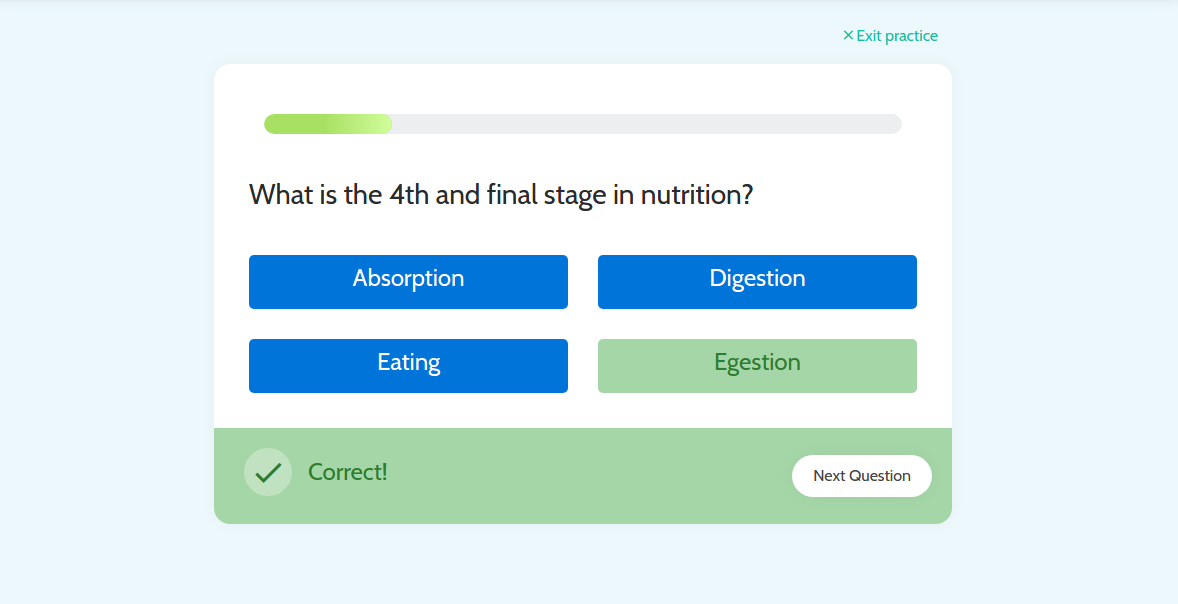 × Exit practice
What is the 4th and final stage in nutrition?
Absorption
Digestion
Eating
Egestion
Correct!
Next Question